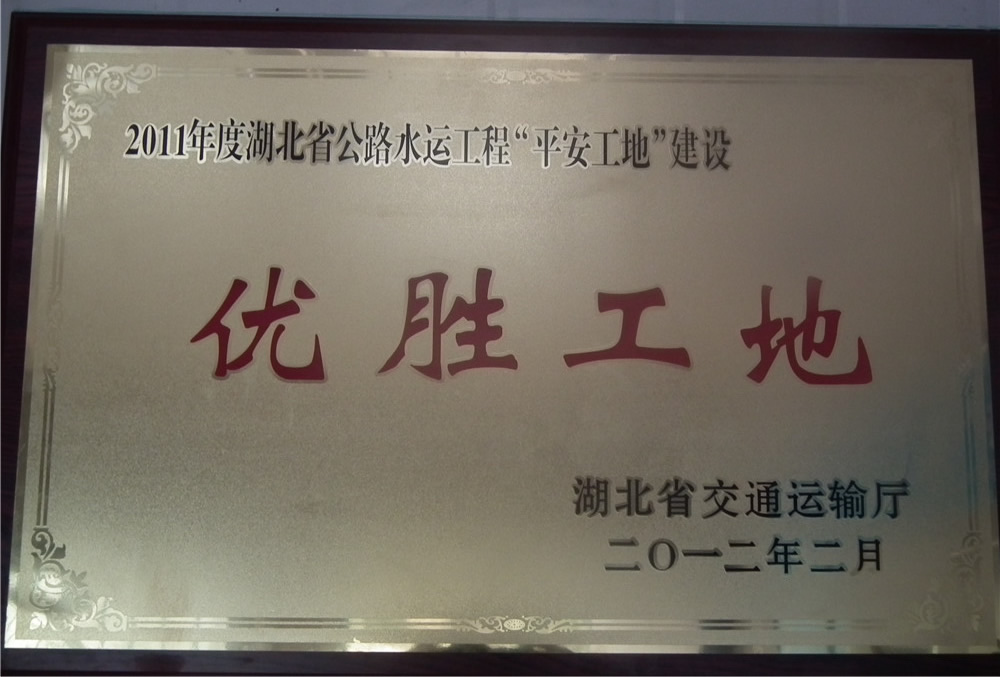 2011年度湖北省公路水运工程“平安工地”建设
优胜工地
湖北省交通运输厅
二〇一二年二月